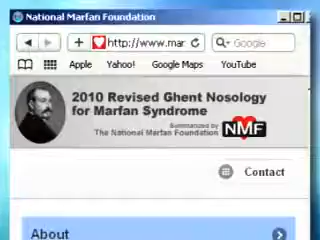 National Marfan Foundation
http://www.mar
Google
Apple Yahoo! Google Maps YouTube
2010 Revised Ghent Nosology
for Marfan Syndrome
Summarized by
The National Marfan Foundation
NMF
Contact
About